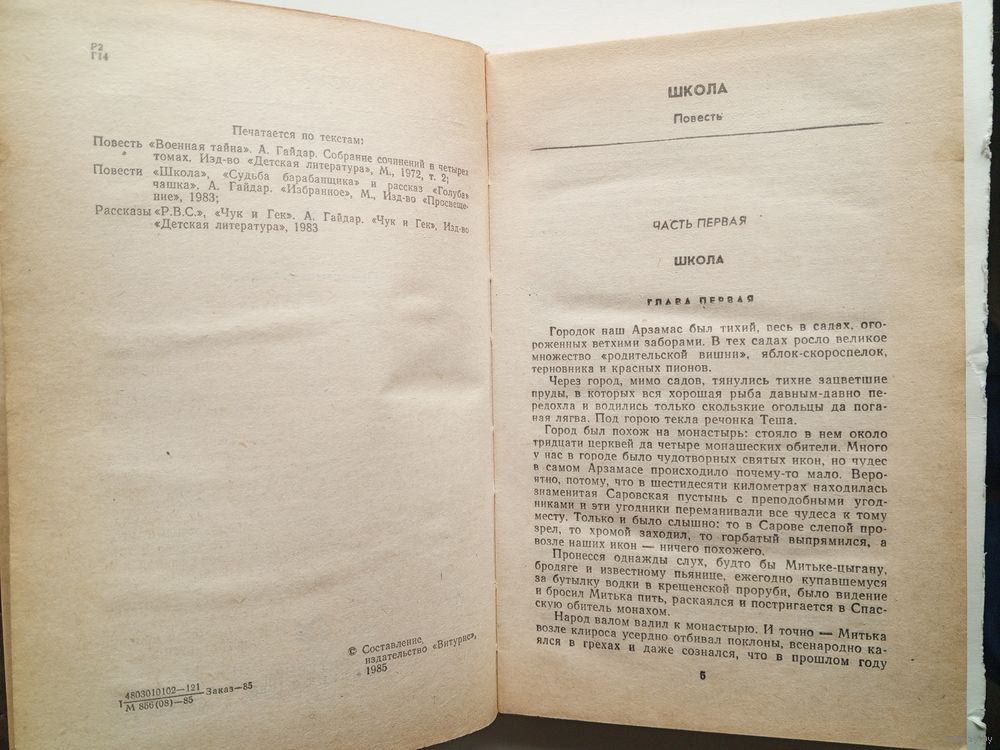 Р2
Г14
Печатается по текстам:
Повесть «Военная тайна». А. Гайдар. Собрание сочинений в четырех
томах. Изд-во «Детская литература», М., 1972, т. 2;
Повести «Школа», «Судьба барабанщика» и рассказ «Голуба»
чашка». А. Гайдар. «Избранное», М., Изд-во «Просвеще-
ние», 1983;
Рассказы «Р.В.С.», «Чук и Гек». А. Гайдар. «Чук и Гек», Изд-во
«Детская литература», 1983
© Составление,
издательство «Витурис»,
1985
4803010102—121
М 856(08)—85
Заказ—85
ШКОЛА
Повесть
ЧАСТЬ ПЕРВАЯ
ШКОЛА
ГЛАВА ПЕРВАЯ
Городок наш Арзамас был тихий, весь в садах, ого-
роженных ветхими заборами. В тех садах росло великое
множество «родительской вишни», яблок-скороспелок,
терновника и красных пионов.
Через город, мимо садов, тянулись тихие зацветшие
пруды, в которых вся хорошая рыба давным-давно пе-
редохла и водились только скользкие огольцы да пога-
ная лягва. Под горою текла речонка Теша.
Город был похож на монастырь: стояло в нем около
тридцати церквей да четыре монашеских обители. Много
у нас в городе было чудотворных святых икон, но чудес
в самом Арзамасе происходило почему-то мало. Веро-
ятно, потому, что в шестидесяти километрах находилась
знаменитая Саровская пустынь с преподобными угод-
никами и эти угодники переманивали все чудеса к тому
месту. Только и было слышно: то в Сарове слепой про-
зрел, то хромой заходил, то горбатый выпрямился, а
возле наших икон — ничего похожего.
Пронесся однажды слух, будто бы Митьке-цыгану,
бродяге и известному пьянице, ежегодно купавшемуся
за бутылку водки в крещенской проруби, было видение
и бросил Митька пить, раскаялся и постригается в Спас-
скую обитель монахом.
Народ валом валил к монастырю. И точно — Митька
возле клироса усердно отбивал поклоны, всенародно ка-
ялся в грехах и даже сознался, что в прошлом году
5